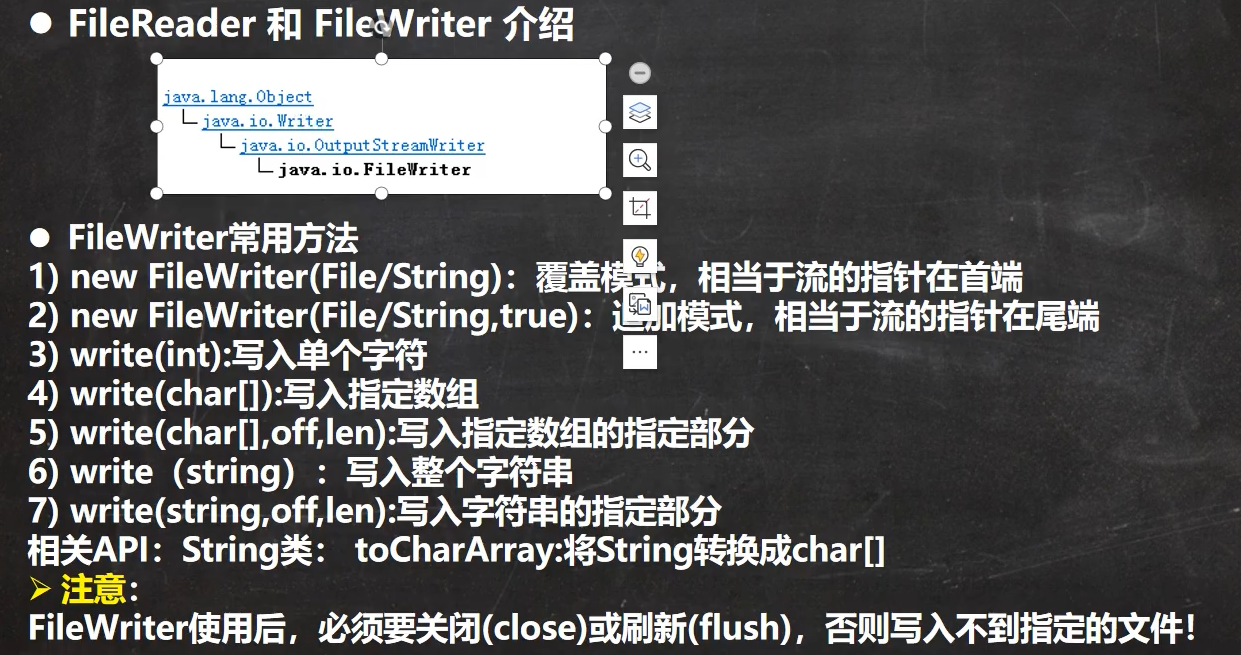 ● FileReader 和 FileWriter 介绍
java.lang.Object
java.io.Writer
java.io.OutputStreamWriter
java.io.FileWriter
● FileWriter常用方法
1) new FileWriter(File/String)：覆盖模式，相当于流的指针在首端
2) new FileWriter(File/String,true)：追加模式，相当于流的指针在尾端
3) write(int):写入单个字符
4) write(char[]):写入指定数组
5) write(char[],off,len):写入指定数组的指定部分
6) write（string）：写入整个字符串
7) write(string,off,len):写入字符串的指定部分
相关API：String类： toCharArray:将String转换成char[]
➢ 注意：
FileWriter使用后，必须要关闭(close)或刷新(flush)，否则写入不到指定的文件！